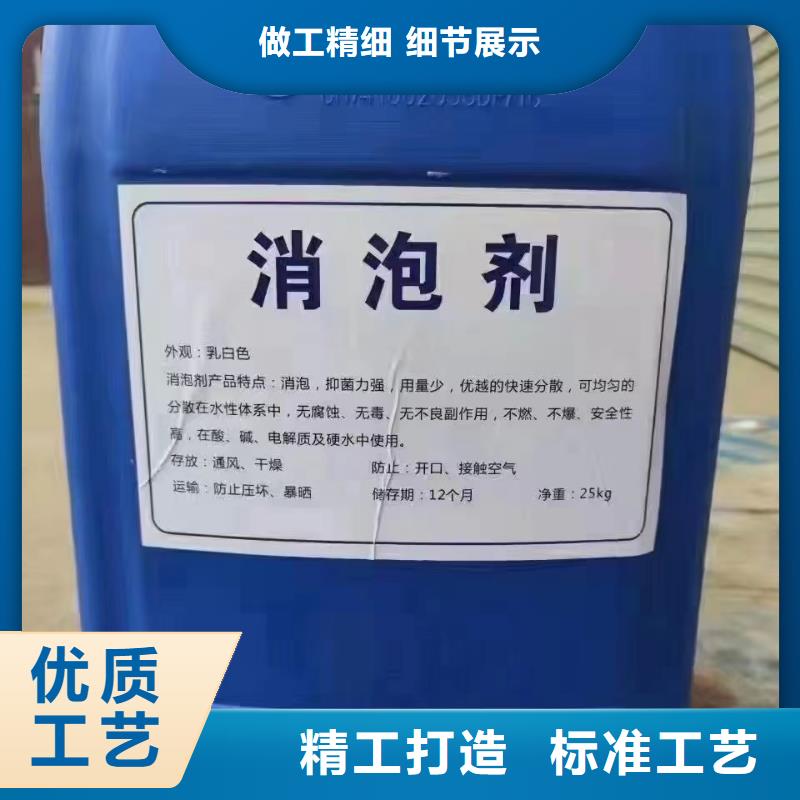 做工精细 细节展示
消泡剂
外观：乳白色
消泡剂产品特点：消泡，抑菌力强，用量少，优越的快速分散，可均匀的
分散在水性体系中，无腐蚀、无毒、无不良副作用，不燃、不爆、安全性
高，在酸、碱、电解质及硬水中使用。
存放：通风、干燥 防止：开口、接触空气
运输：防止压坏、暴晒 储存期：12个月 净重：25kg
优质
工艺
精工打造 标准工艺